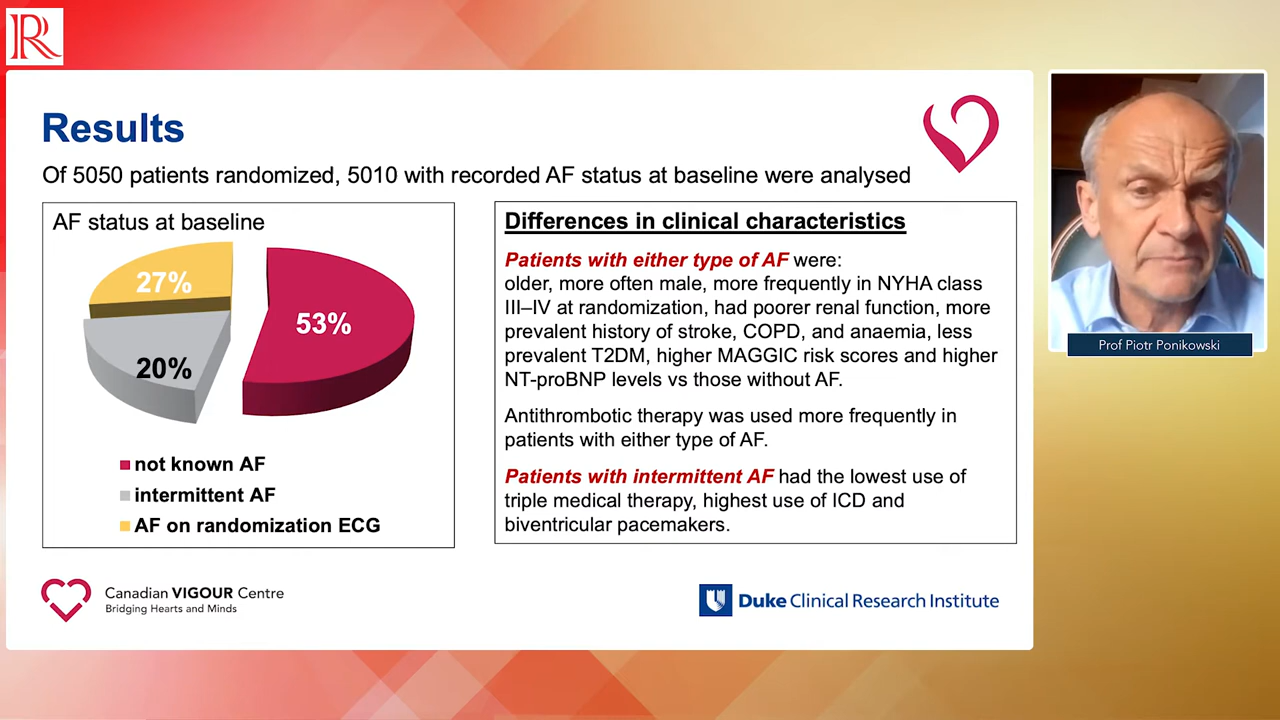 R
Results
Of 5050 patients randomized, 5010 with recorded AF status at baseline were analysed
AF status at baseline
27%
53%
20%
not known AF
intermittent AF
AF on randomization ECG
Differences in clinical characteristics
Patients with either type of AF were:
older, more often male, more frequently in NYHA class
III–IV at randomization, had poorer renal function, more
prevalent history of stroke, COPD, and anaemia, less
prevalent T2DM, higher MAGGIC risk scores and higher
NT-proBNP levels vs those without AF.
Antithrombotic therapy was used more frequently in
patients with either type of AF.
Patients with intermittent AF had the lowest use of
triple medical therapy, highest use of ICD and
biventricular pacemakers.
Canadian VIGOUR Centre
Bridging Hearts and Minds
Duke Clinical Research Institute
Prof Piotr Ponikowski